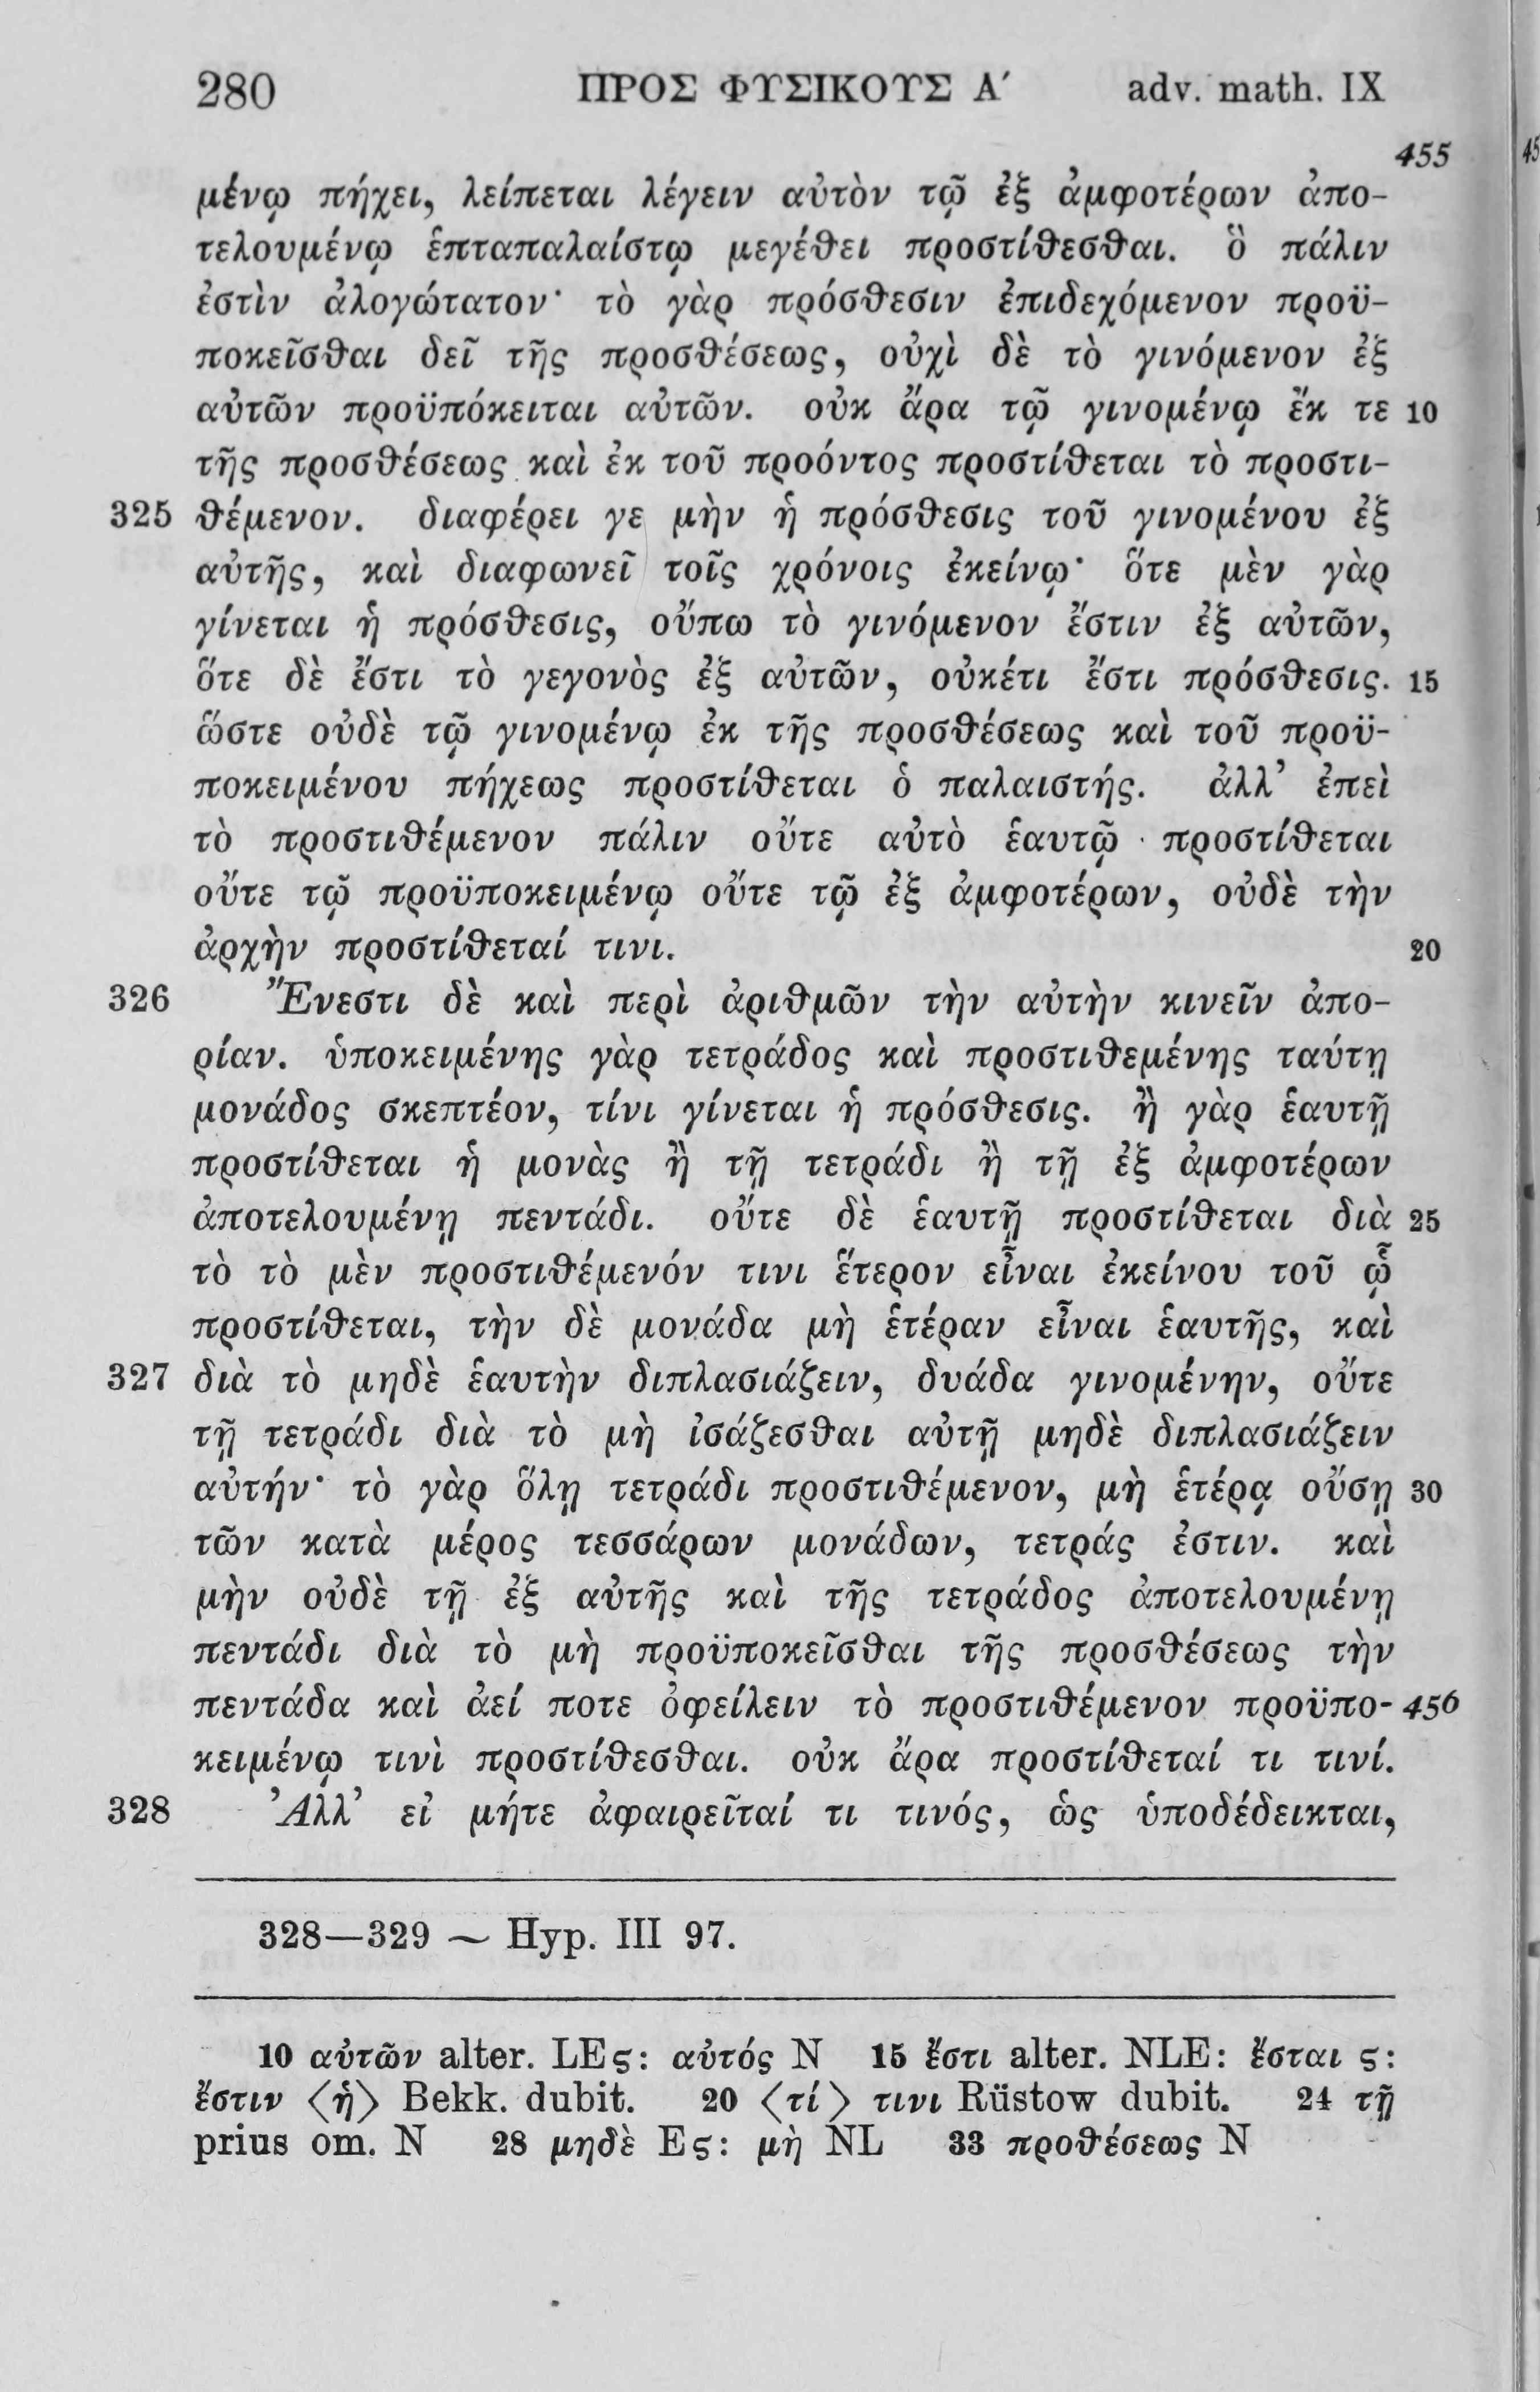 280 ΠΡΟΣ ΦΥΣΙΚΟΥΣ Α′ adv. math. IX
455
μένῳ πήχει, λείπεται λέγειν αὐτὸν τῷ ἐξ ἀμφοτέρων ἀπο-
τελουμένῳ ἑπταπαλαίστῳ μεγέθει προστίθεσθαι. ὃ πάλιν
ἐστὶν ἀλογώτατον· τὸ γὰρ πρόσθεσιν ἐπιδεχόμενον προϋ-
ποκεῖσθαι δεῖ τῆς προσθέσεως, οὐχὶ δὲ τὸ γινόμενον ἐξ
αὐτῶν προϋπόκειται αὐτῶν. οὐκ ἄρα τῷ γινομένῳ ἔκ τε 10
τῆς προσθέσεως καὶ ἐκ τοῦ προόντος προστίθεται τὸ προστι-
325 θέμενον. διαφέρει γε μὴν ἡ πρόσθεσις τοῦ γινομένου ἐξ
αὐτῆς, καὶ διαφωνεῖ τοῖς χρόνοις ἐκείνῳ· ὅτε μὲν γὰρ
γίνεται ἡ πρόσθεσις, οὔπω τὸ γινόμενον ἔστιν ἐξ αὐτῶν,
ὅτε δὲ ἔστι τὸ γεγονὸς ἐξ αὐτῶν, οὐκέτι ἔστι πρόσθεσις. 15
ὥστε οὐδὲ τῷ γινομένῳ ἐκ τῆς προσθέσεως καὶ τοῦ προϋ-
ποκειμένου πήχεως προστίθεται ὁ παλαιστής. ἀλλ’ ἐπεὶ
τὸ προστιθέμενον πάλιν οὔτε αὐτὸ ἑαυτῷ προστίθεται
οὔτε τῷ προϋποκειμένῳ οὔτε τῷ ἐξ ἀμφοτέρων, οὐδὲ τὴν
ἀρχὴν προστίθεταί τινι. 20
326 Ἔνεστι δὲ καὶ περὶ ἀριθμῶν τὴν αὐτὴν κινεῖν ἀπο-
ρίαν. ὑποκειμένης γὰρ τετράδος καὶ προστιθεμένης ταύτῃ
μονάδος σκεπτέον, τίνι γίνεται ἡ πρόσθεσις. ἢ γὰρ ἑαυτῇ
προστίθεται ἡ μονὰς ἢ τῇ τετράδι ἢ τῇ ἐξ ἀμφοτέρων
ἀποτελουμένῃ πεντάδι. οὔτε δὲ ἑαυτῇ προστίθεται διὰ 25
τὸ τὸ μὲν προστιθέμενόν τινι ἕτερον εἶναι ἐκείνου τοῦ ᾧ
προστίθεται, τὴν δὲ μονάδα μὴ ἑτέραν εἶναι ἑαυτῆς, καὶ
327 διὰ τὸ μηδὲ ἑαυτὴν διπλασιάζειν, δυάδα γινομένην, οὔτε
τῇ τετράδι διὰ τὸ μὴ ἰσάζεσθαι αὐτῇ μηδὲ διπλασιάζειν
αὐτήν· τὸ γὰρ ὅλῃ τετράδι προστιθέμενον, μὴ ἑτέρᾳ οὔσῃ 30
τῶν κατὰ μέρος τεσσάρων μονάδων, τετράς ἐστιν. καὶ
μὴν οὐδὲ τῇ ἐξ αὐτῆς καὶ τῆς τετράδος ἀποτελουμένῃ
πεντάδι διὰ τὸ μὴ προϋποκεῖσθαι τῆς προσθέσεως τὴν
πεντάδα καὶ ἀεί ποτε ὀφείλειν τὸ προστιθέμενον προϋπο- 456
κειμένῳ τινὶ προστίθεσθαι. οὐκ ἄρα προστίθεταί τι τινί.
328 Ἀλλ’ εἰ μήτε ἀφαιρεῖταί τι τινός, ὡς ὑποδέδεικται,
328—329 ~ Hyp. III 97.
10 αὐτῶν alter. LEς: αὐτός N 15 ἔστι alter. NLE: ἔσται ς:
ἔστιν ⟨ἡ⟩ Bekk. dubit. 20 ⟨τί⟩ τινι Rüstow dubit. 24 τῇ
prius om. N 28 μηδὲ Eς: μὴ NL 33 προθέσεως N